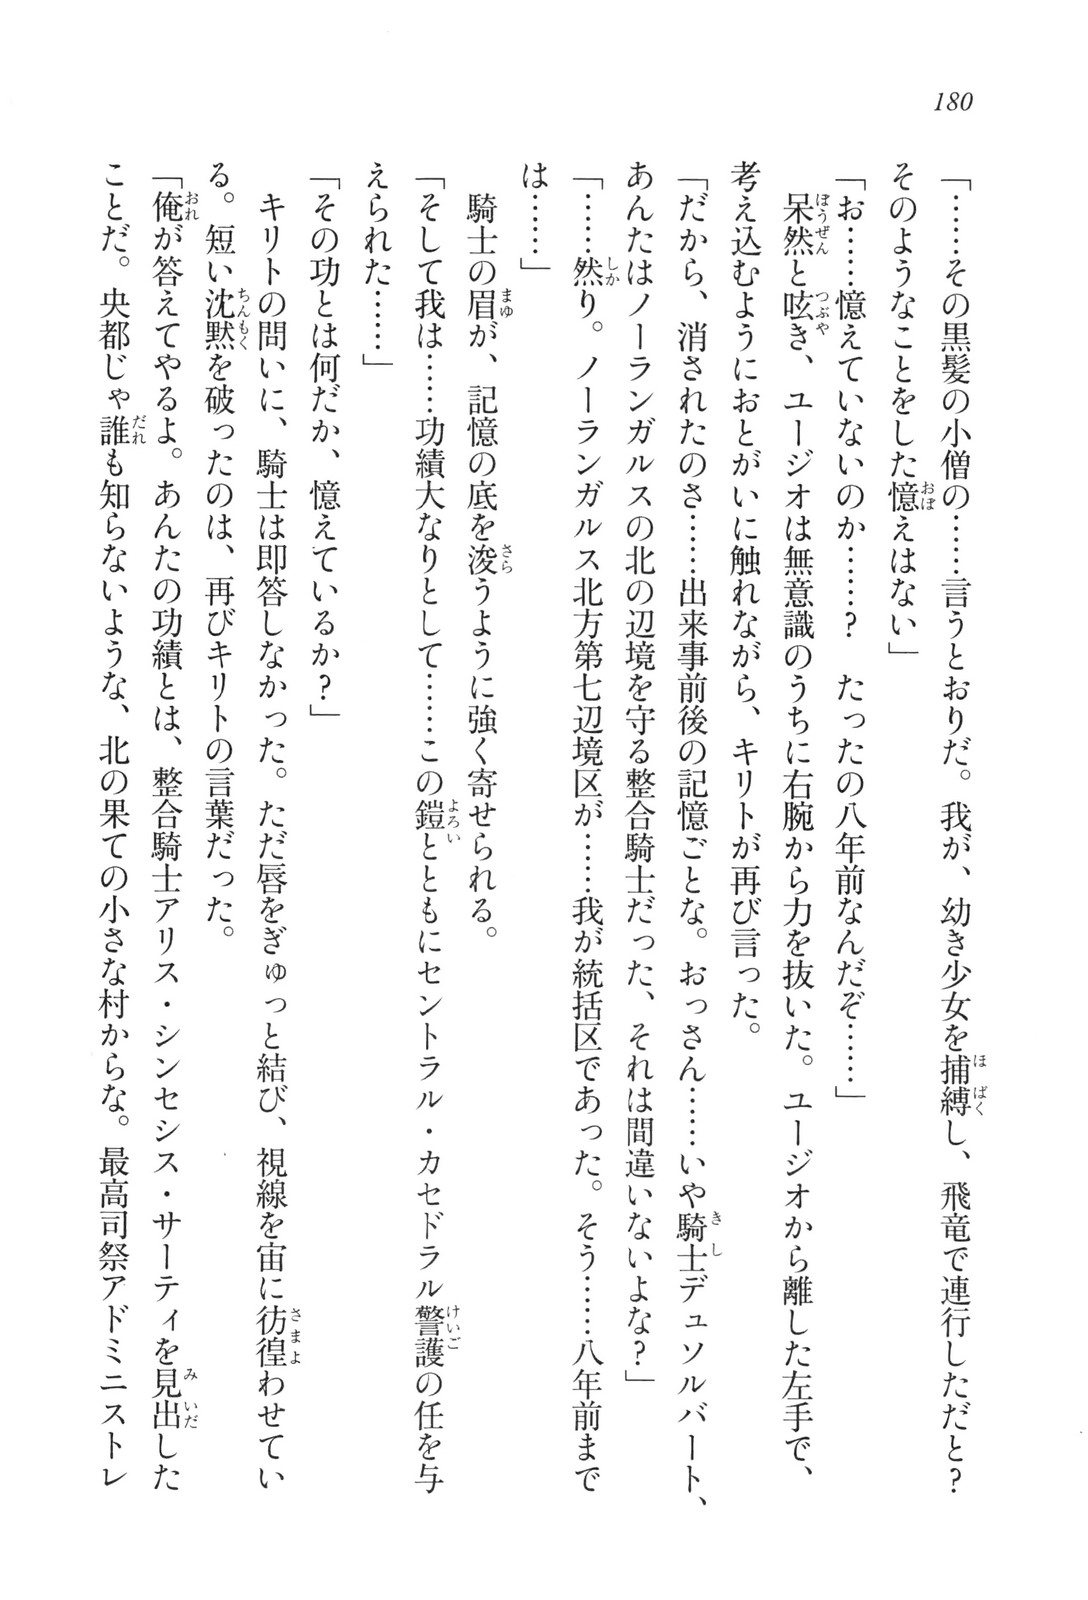 180
「……その黒髪の小僧の……言うとおりだ。我が、幼き少女を捕縛し、飛竜で連行しただと?
そのようなことをした憶えはない」
「お……憶えていないのか……? たったの八年前なんだぞ……」
　呆然と呟き、ユージオは無意識のうちに右腕から力を抜いた。ユージオから離した左手で、
考え込むようにおとがいに触れながら、キリトが再び言った。
「だから、消されたのさ……出来事前後の記憶ごとな。おっさん……いや騎士デュソルバート、
あんたはノーランガルスの北の辺境を守る整合騎士だった、それは間違いないよな?」
「……然り。ノーランガルス北方第七辺境区が……我が統括区であった。そう……八年前まで
は……」
　騎士の眉が、記憶の底を浚うように強く寄せられる。
「そして我は……功績大なりとして……この鎧とともにセントラル・カセドラル警護の任を与
えられた……」
「その功とは何だか、憶えているか?」
　キリトの問いに、騎士は即答しなかった。ただ唇をぎゅっと結び、視線を宙に彷徨わせてい
る。短い沈黙を破ったのは、再びキリトの言葉だった。
「俺が答えてやるよ。あんたの功績とは、整合騎士アリス・シンセシス・サーティを見出した
ことだ。央都じゃ誰も知らないような、北の果ての小さな村からな。最高司祭アドミニストレ